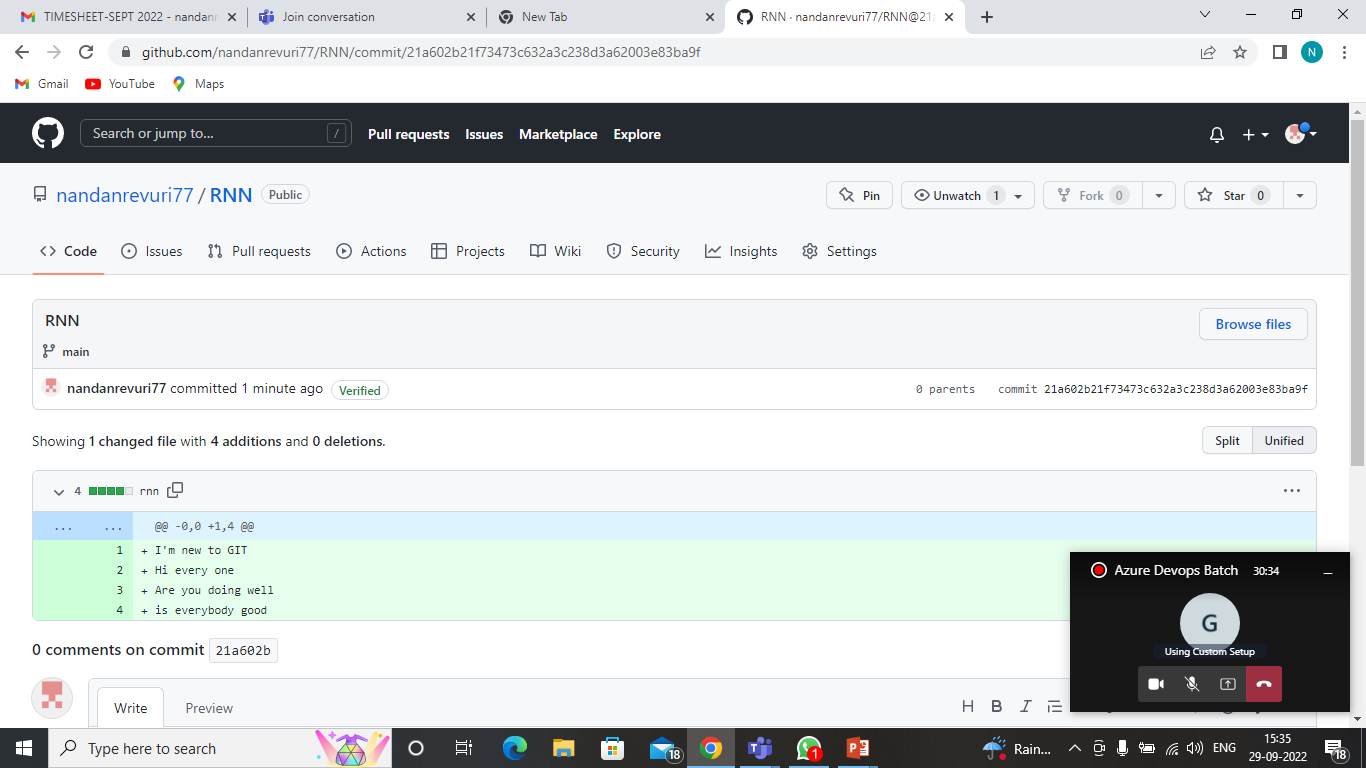 TIMESHEET-SEPT 2022 - nandanr
Join conversation
New Tab
RNN · nandanrevuri77/RNN@21a
github.com/nandanrevuri77/RNN/commit/21a602b21f73473c632a3c238d3a62003e83ba9f
N
Gmail
YouTube
Maps
Search or jump to...
/
Pull requests
Issues
Marketplace
Explore
nandanrevuri77 / RNN
Public
Pin
Unwatch 1
Fork 0
Star 0
Code
Issues
Pull requests
Actions
Projects
Wiki
Security
Insights
Settings
RNN
Browse files
main
nandanrevuri77 committed 1 minute ago
Verified
0 parents
commit 21a602b21f73473c632a3c238d3a62003e83ba9f
Showing 1 changed file with 4 additions and 0 deletions.
Split
Unified
4
rnn
...
...
...
@@ -0,0 +1,4 @@
1 + I'm new to GIT
2 + Hi every one
3 + Are you doing well
4 + is everybody good
Azure Devops Batch 30:34
G
Using Custom Setup
0 comments on commit 21a602b
Write
Preview
H B I
Type here to search
18
1
Rain...
ENG
15:35
29-09-2022
18